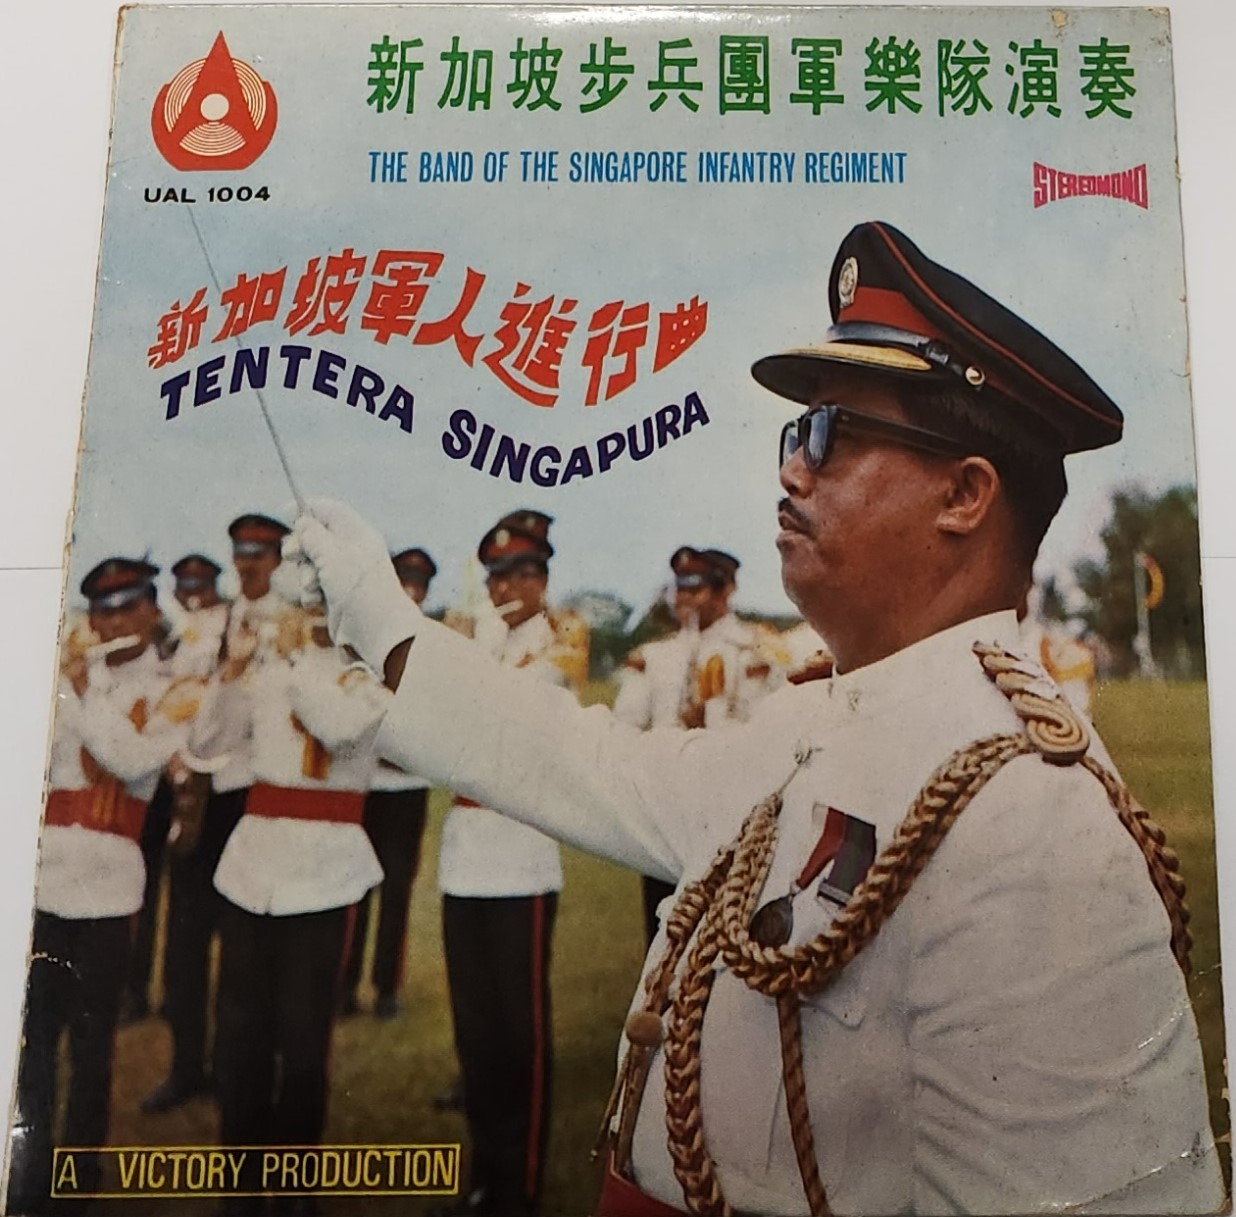 新加坡步兵團軍樂隊演奏
THE BAND OF THE SINGAPORE INFANTRY REGIMENT
UAL 1004
STEREOMONO
新加坡軍人進行曲
TENTERA SINGAPURA
A VICTORY PRODUCTION